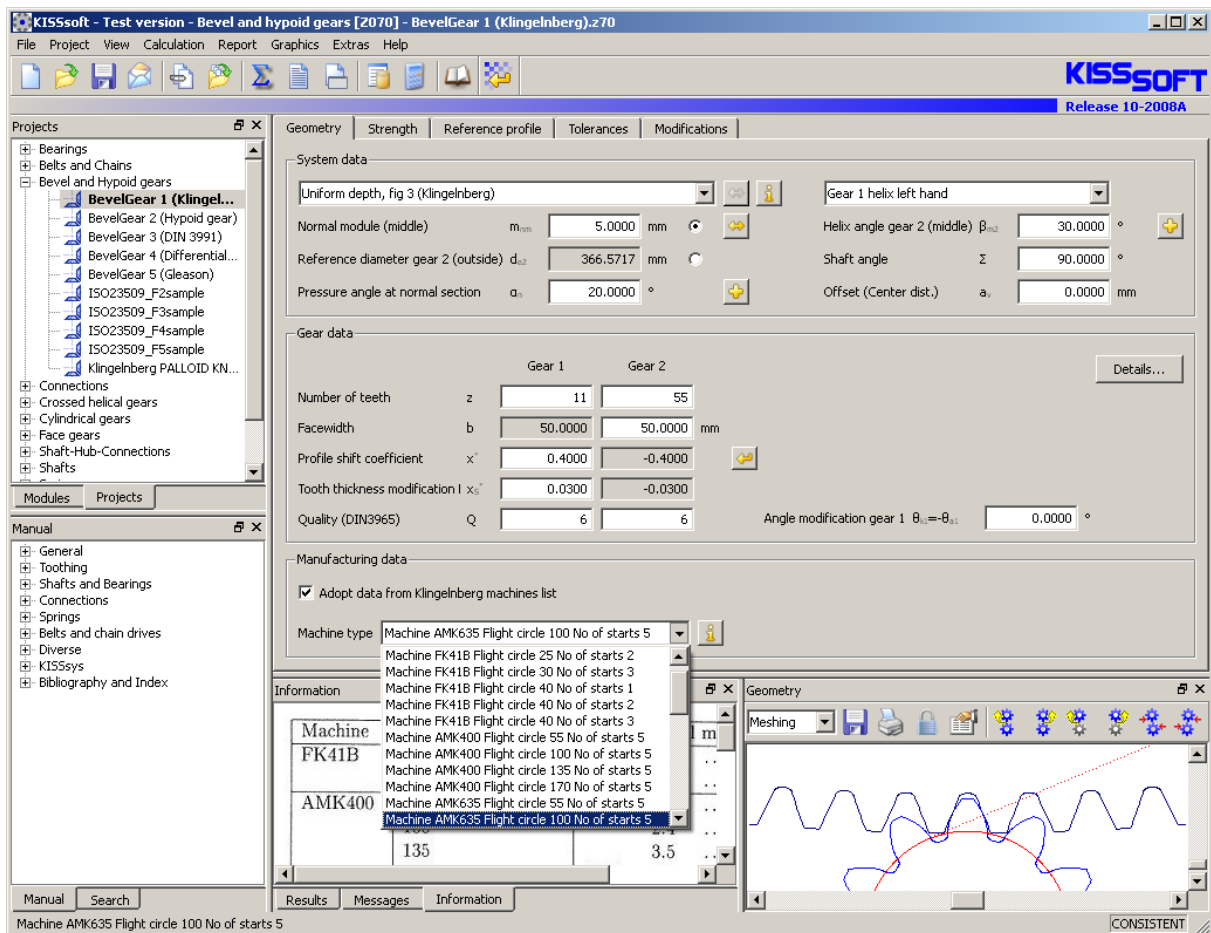 KISSsoft - Test version - Bevel and hypoid gears [Z070] - BevelGear 1 (Klingelnberg).z70
File Project View Calculation Report Graphics Extras Help
KISSsoft
Release 10-2008A
Projects
Bearings
Belts and Chains
Bevel and Hypoid gears
BevelGear 1 (Klingel...
BevelGear 2 (Hypoid gear)
BevelGear 3 (DIN 3991)
BevelGear 4 (Differential...
BevelGear 5 (Gleason)
ISO23509_F2sample
ISO23509_F3sample
ISO23509_F4sample
ISO23509_F5sample
Klingelnberg PALLOID KN...
Connections
Crossed helical gears
Cylindrical gears
Face gears
Shaft-Hub-Connections
Shafts
Modules Projects
Manual
General
Toothing
Shafts and Bearings
Connections
Springs
Belts and chain drives
Diverse
KISSsys
Bibliography and Index
Manual Search
Geometry Strength Reference profile Tolerances Modifications
System data
Uniform depth, fig 3 (Klingelnberg) Gear 1 helix left hand
Normal module (middle) mnm 5.0000 mm Helix angle gear 2 (middle) βm2 30.0000 °
Reference diameter gear 2 (outside) de2 366.5717 mm Shaft angle Σ 90.0000 °
Pressure angle at normal section αn 20.0000 ° Offset (Center dist.) av 0.0000 mm
Gear data
Gear 1 Gear 2 Details...
Number of teeth z 11 55
Facewidth b 50.0000 50.0000 mm
Profile shift coefficient x* 0.4000 -0.4000
Tooth thickness modification l xs* 0.0300 -0.0300
Quality (DIN3965) Q 6 6 Angle modification gear 1 θk1=-θa1 0.0000 °
Manufacturing data
Adopt data from Klingelnberg machines list
Machine type Machine AMK635 Flight circle 100 No of starts 5
Machine FK41B Flight circle 25 No of starts 2
Machine FK41B Flight circle 30 No of starts 3
Machine FK41B Flight circle 40 No of starts 1
Machine FK41B Flight circle 40 No of starts 2
Machine FK41B Flight circle 40 No of starts 3
Machine AMK400 Flight circle 55 No of starts 5
Machine AMK400 Flight circle 100 No of starts 5
Machine AMK400 Flight circle 135 No of starts 5
Machine AMK400 Flight circle 170 No of starts 5
Machine AMK635 Flight circle 55 No of starts 5
Machine AMK635 Flight circle 100 No of starts 5
Information
Machine
FK41B
AMK400
135 3.5 ..
Results Messages Information
Geometry
Meshing
Machine AMK635 Flight circle 100 No of starts 5
CONSISTENT